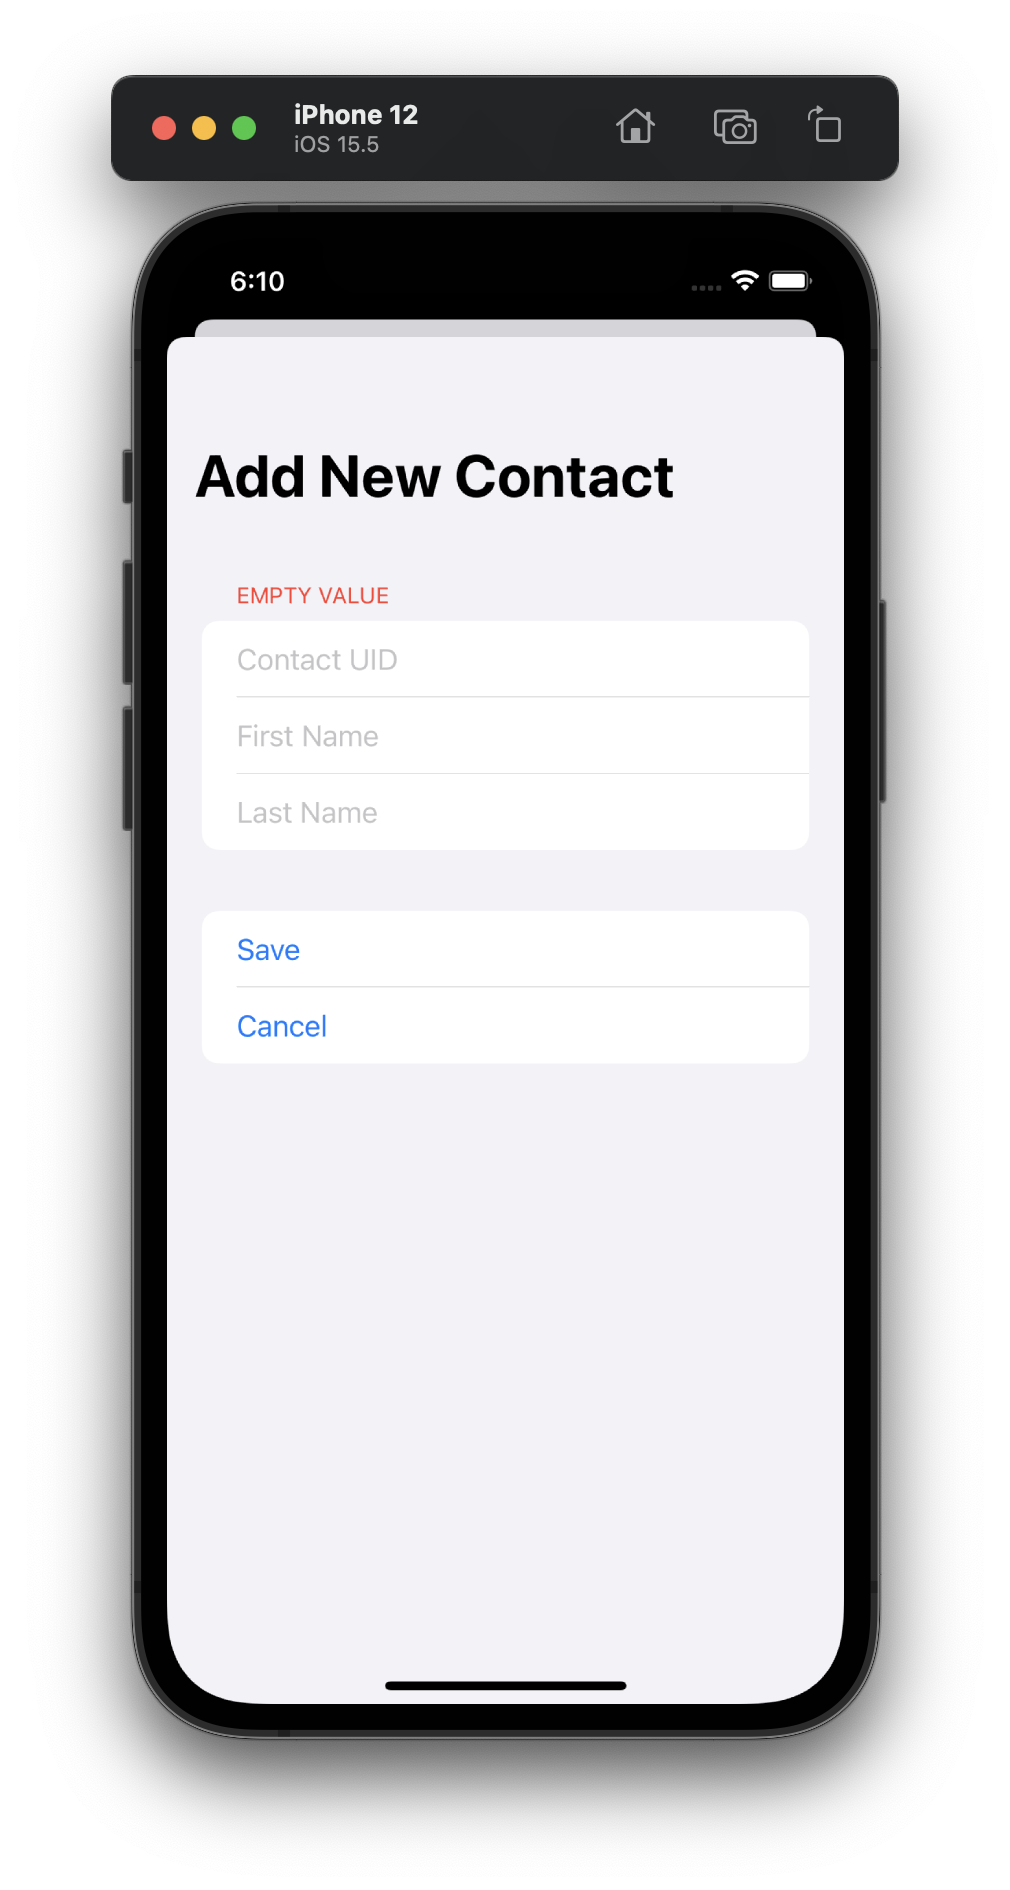 iPhone 12
iOS 15.5
6:10
Add New Contact
EMPTY VALUE
Contact UID
First Name
Last Name
Save
Cancel